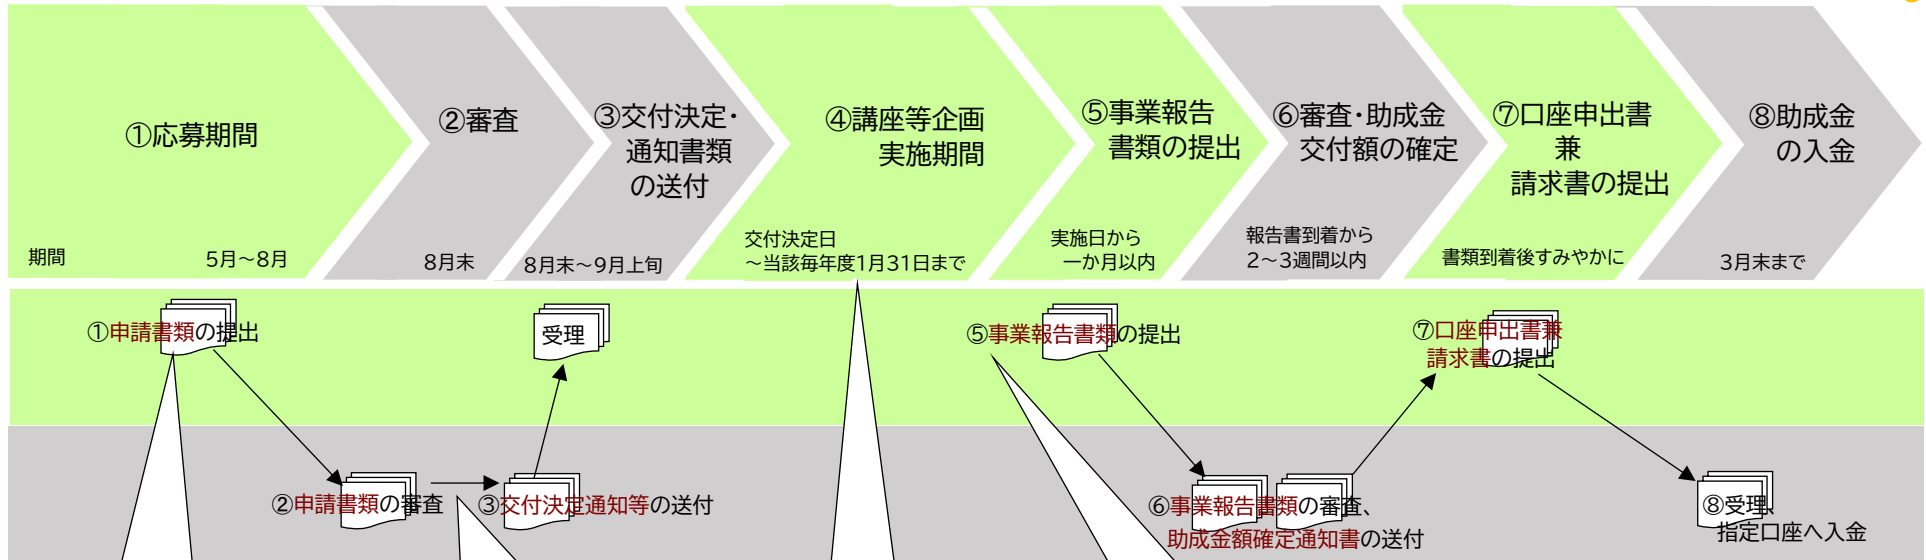 ①応募期間
期間
5月～8月
②審査
8月末
③交付決定・
通知書類
の送付
8月末～9月上旬
④講座等企画
実施期間
交付決定日
～当該毎年度1月31日まで
⑤事業報告
書類の提出
実施日から
一か月以内
⑥審査・助成金
交付額の確定
報告書到着から
2～3週間以内
⑦口座申出書
兼
請求書の提出
書類到着後すみやかに
⑧助成金
の入金
3月末まで
①申請書類の提出
受理
⑤事業報告書類の提出
⑦口座申出書兼
請求書の提出
②申請書類の審査
③交付決定通知等の送付
⑥事業報告書類の審査、
助成金額確定通知書の送付
⑧受理、
指定口座へ入金